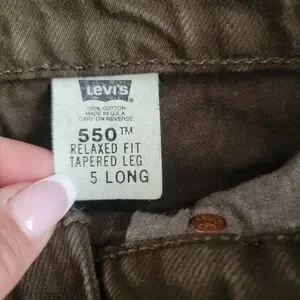 LEVI'S
100% COTTON
MADE IN U.S.A.
CARE ON REVERSE
550™
RELAXED FIT
TAPERED LEG
5 LONG